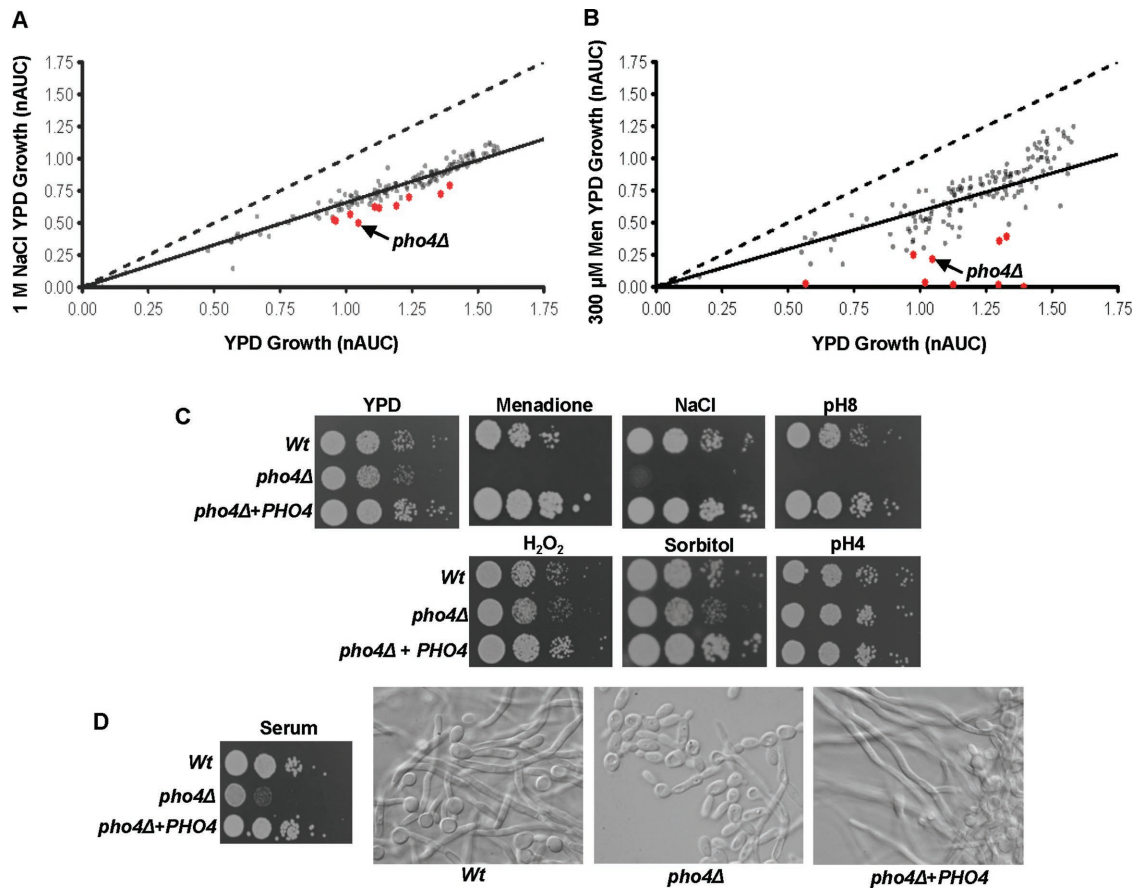 A
1 M NaCl YPD Growth (nAUC)
1.75
1.50
1.25
1.00
0.75
0.50
0.25
0.00
pho4Δ
0.00 0.25 0.50 0.75 1.00 1.25 1.50 1.75
YPD Growth (nAUC)
B
300 µM Men YPD Growth (nAUC)
1.75
1.50
1.25
1.00
0.75
0.50
0.25
0.00
pho4Δ
0.00 0.25 0.50 0.75 1.00 1.25 1.50 1.75
YPD Growth (nAUC)
C
YPD Menadione NaCl pH8
Wt
pho4Δ
pho4Δ+PHO4
H₂O₂ Sorbitol pH4
Wt
pho4Δ
pho4Δ + PHO4
D
Serum
Wt
pho4Δ
pho4Δ+PHO4
Wt pho4Δ pho4Δ+PHO4